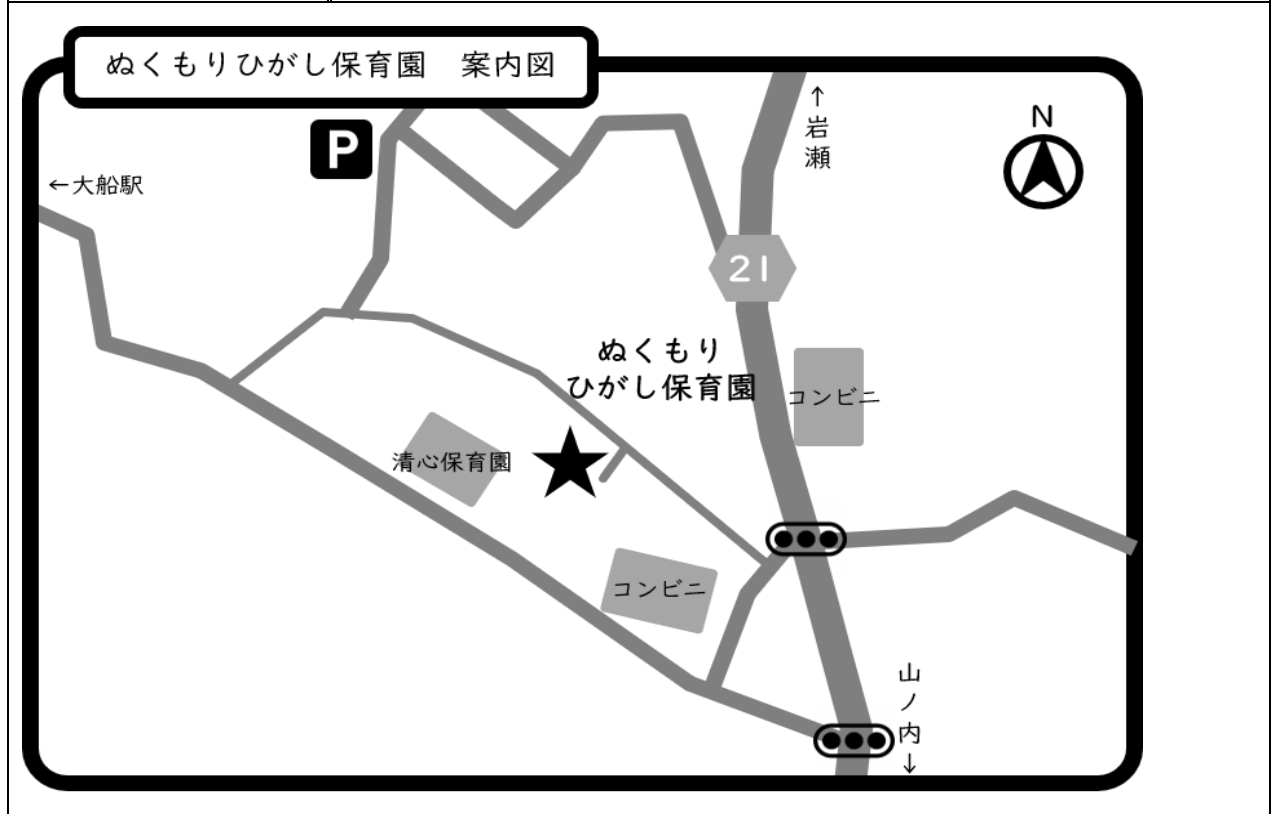 ぬくもりひがし保育園　案内図
←大船駅
P
↑岩瀬
N
21
ぬくもり
ひがし保育園
コンビニ
清心保育園
コンビニ
山ノ内↓